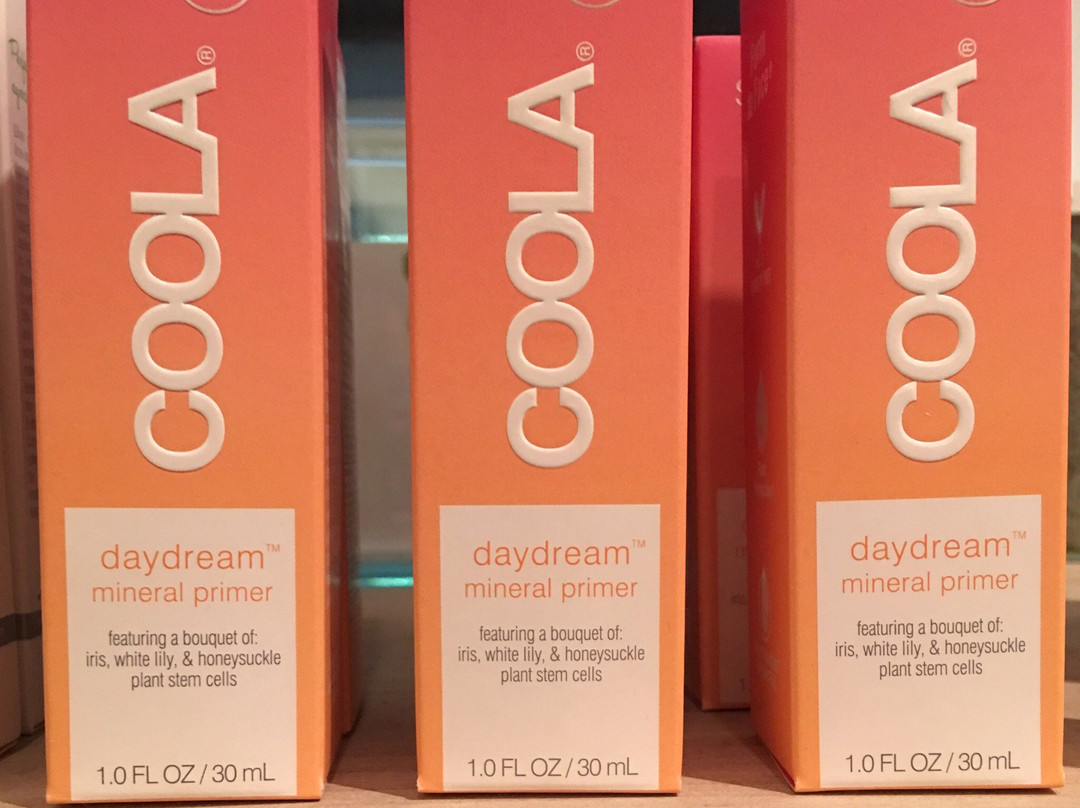 COOLA®
daydream™
mineral primer
featuring a bouquet of:
iris, white lily, & honeysuckle
plant stem cells
1.0 FL OZ / 30 mL
COOLA®
daydream™
mineral primer
featuring a bouquet of:
iris, white lily, & honeysuckle
plant stem cells
1.0 FL OZ / 30 mL
COOLA®
daydream™
mineral primer
featuring a bouquet of:
iris, white lily, & honeysuckle
plant stem cells
1.0 FL OZ / 30 mL